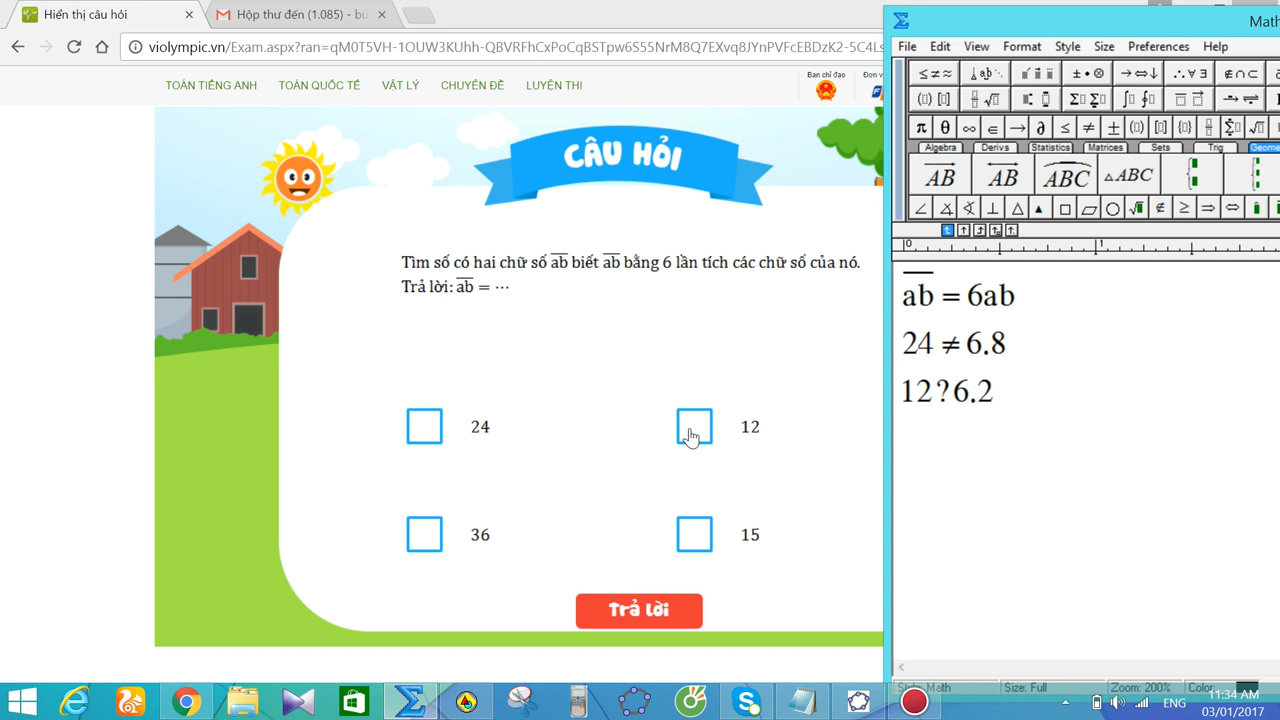 Hiển thị câu hỏi
Hộp thư đến (1.085) - bu
violympic.vn/Exam.aspx?ran=qM0T5VH-1OUW3KUhh-QBVRFhCxPoCqBSTpw6S55NrM8Q7EXvq8JYnPVFcEBDzK2-5C4Ls
TOÁN TIẾNG ANH TOÁN QUỐC TẾ VẬT LÝ CHUYÊN ĐỀ LUYỆN THI
Ban chỉ đạo
CÂU HỎI
Tìm số có hai chữ số ab biết ab bằng 6 lần tích các chữ số của nó.
Trả lời: ab = ⋯
24
12
36
15
Trả lời
Math
File Edit View Format Style Size Preferences Help
Algebra Derivs Statistics Matrices Sets Trig Geome
AB AB ABC △ABC
0 1
ab = 6ab
24 ≠ 6.8
12?6.2
Style: Math Size: Full Zoom: 200% Color:
ENG
11:34 AM
03/01/2017